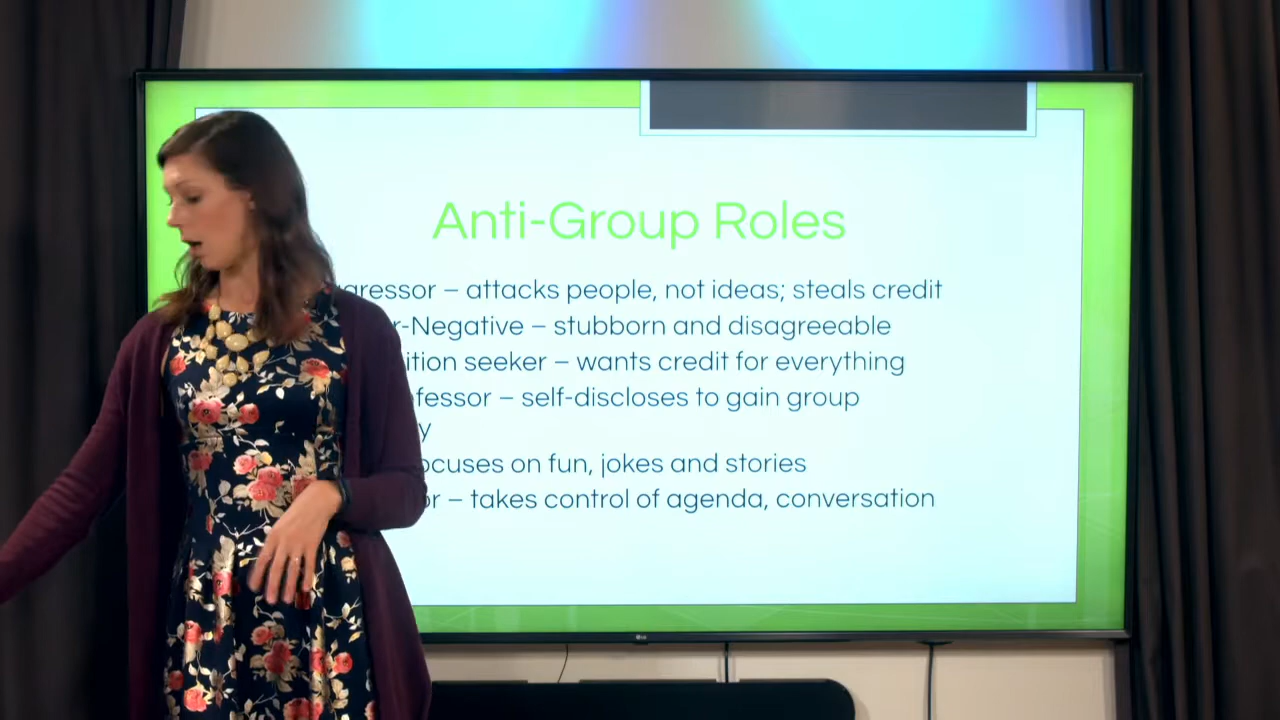 Anti-Group Roles
gressor – attacks people, not ideas; steals credit
r-Negative – stubborn and disagreeable
ition seeker – wants credit for everything
fessor – self-discloses to gain group
y
ocuses on fun, jokes and stories
or – takes control of agenda, conversation
LG